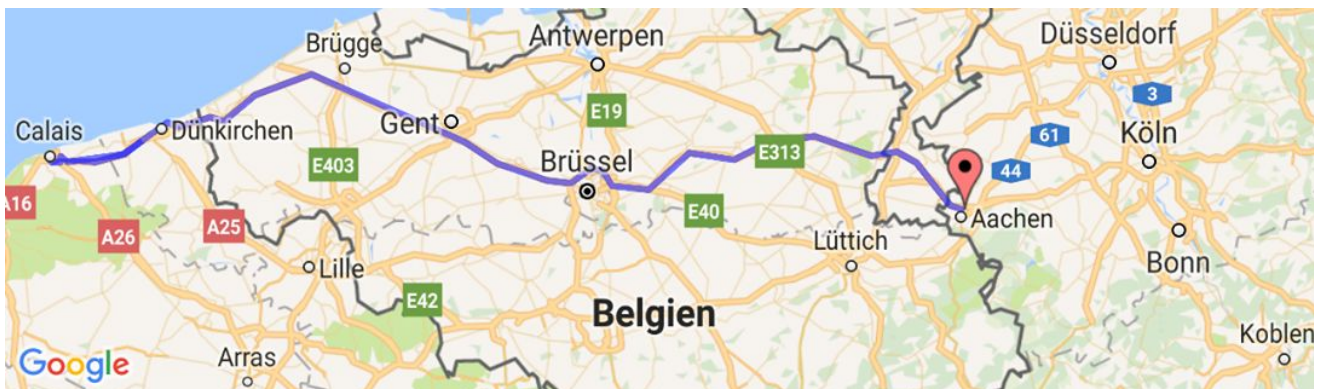 Brügge
Antwerpen
Düsseldorf
3
Calais
Dünkirchen
Gent
E19
61
Köln
E403
Brüssel
E313
44
A16
A26
A25
E40
Aachen
Lüttich
Lille
Bonn
E42
Belgien
Koblen
Arras
Google